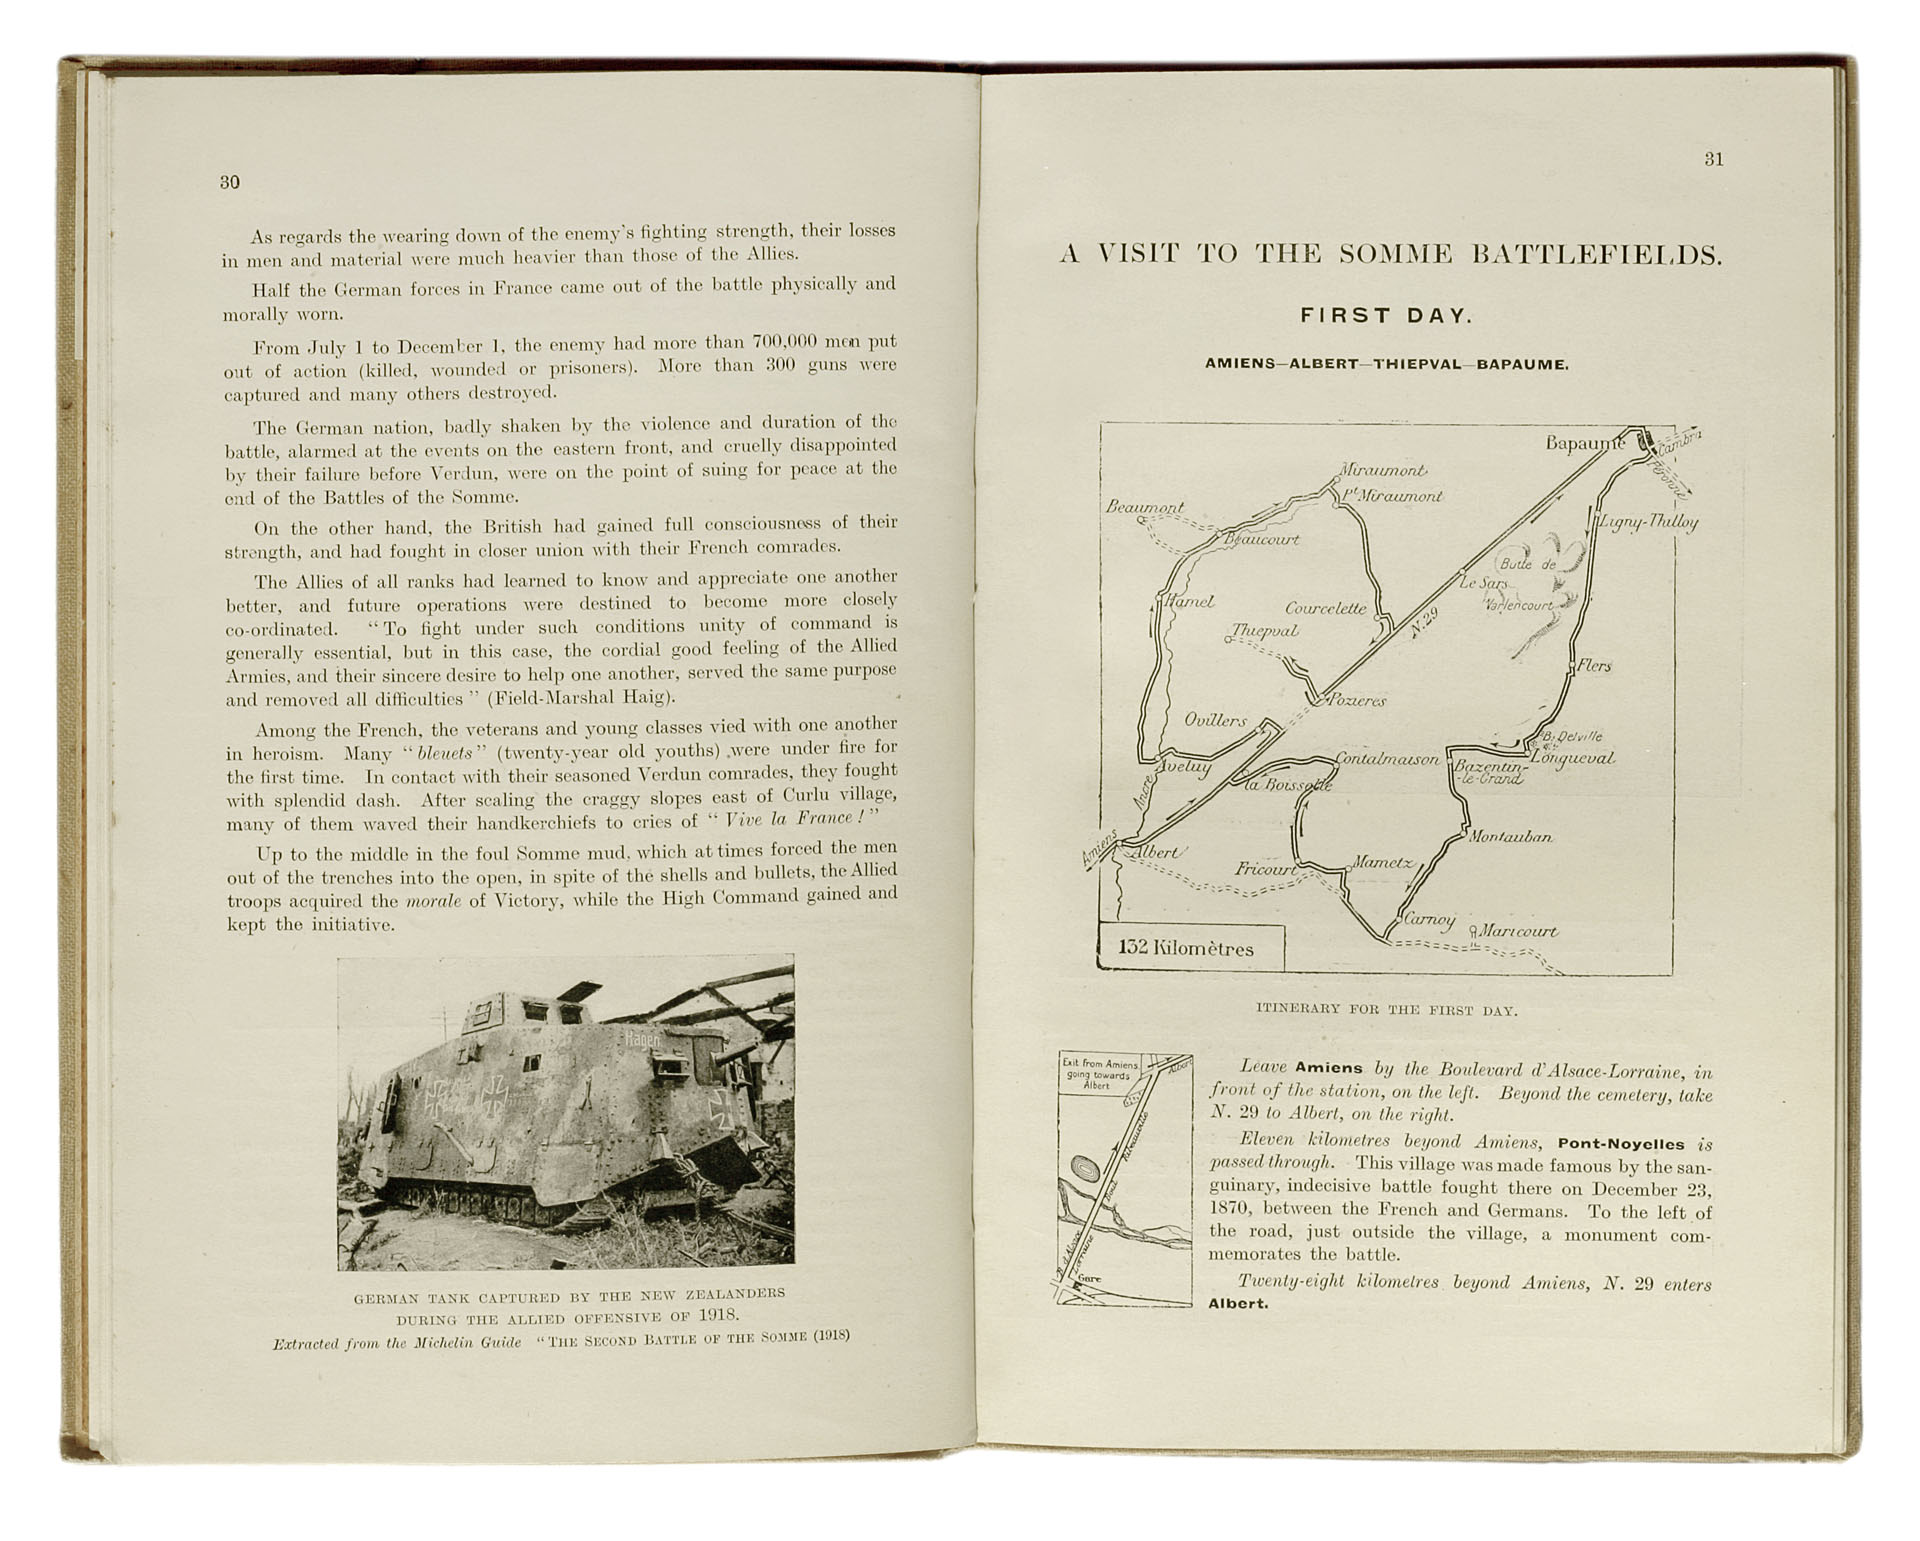 30
As regards the wearing down of the enemy's fighting strength, their losses
in men and material were much heavier than those of the Allies.
Half the German forces in France came out of the battle physically and
morally worn.
From July 1 to December 1, the enemy had more than 700,000 men put
out of action (killed, wounded or prisoners). More than 300 guns were
captured and many others destroyed.
The German nation, badly shaken by the violence and duration of the
battle, alarmed at the events on the eastern front, and cruelly disappointed
by their failure before Verdun, were on the point of suing for peace at the
end of the Battles of the Somme.
On the other hand, the British had gained full consciousness of their
strength, and had fought in closer union with their French comrades.
The Allies of all ranks had learned to know and appreciate one another
better, and future operations were destined to become more closely
co-ordinated. "To fight under such conditions unity of command is
generally essential, but in this case, the cordial good feeling of the Allied
Armies, and their sincere desire to help one another, served the same purpose
and removed all difficulties" (Field-Marshal Haig).
Among the French, the veterans and young classes vied with one another
in heroism. Many "bleuets" (twenty-year old youths) were under fire for
the first time. In contact with their seasoned Verdun comrades, they fought
with splendid dash. After scaling the craggy slopes east of Curlu village,
many of them waved their handkerchiefs to cries of "Vive la France!"
Up to the middle in the foul Somme mud, which at times forced the men
out of the trenches into the open, in spite of the shells and bullets, the Allied
troops acquired the morale of Victory, while the High Command gained and
kept the initiative.
Hagen
GERMAN TANK CAPTURED BY THE NEW ZEALANDERS
DURING THE ALLIED OFFENSIVE OF 1918.
Extracted from the Michelin Guide "THE SECOND BATTLE OF THE SOMME (1918)
31
A VISIT TO THE SOMME BATTLEFIELDS.
FIRST DAY.
AMIENS—ALBERT—THIEPVAL—BAPAUME.
Bapaume
Cambra
Péronne
Miraumont
Pt Miraumont
Beaumont
Beaucourt
Ligny-Thilloy
Butte de
Warlencourt
Le Sars
Hamel
Courcelette
N.29
Thiepval
Flers
Pozieres
Ovillers
B. Delville
Longueval
Contalmaison
Bazentin-
-le-Grand
Aveluy
la Boisselle
Ancre
Montauban
Amiens
Albert
Fricourt
Mametz
Carnoy
Maricourt
132 Kilomètres
ITINERARY FOR THE FIRST DAY.
Exit from Amiens,
going towards
Albert
Albert
Bd d'Alsace
Lorraine
Gare
Leave Amiens by the Boulevard d'Alsace-Lorraine, in
front of the station, on the left. Beyond the cemetery, take
N. 29 to Albert, on the right.
Eleven kilometres beyond Amiens, Pont-Noyelles is
passed through. This village was made famous by the san-
guinary, indecisive battle fought there on December 23,
1870, between the French and Germans. To the left of
the road, just outside the village, a monument com-
memorates the battle.
Twenty-eight kilometres beyond Amiens, N. 29 enters
Albert.